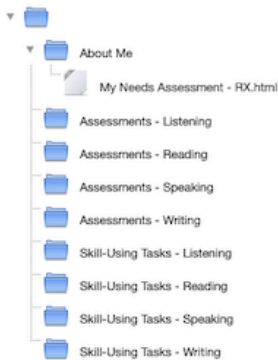 About Me
My Needs Assessment - RX.html
Assessments - Listening
Assessments - Reading
Assessments - Speaking
Assessments - Writing
Skill-Using Tasks - Listening
Skill-Using Tasks - Reading
Skill-Using Tasks - Speaking
Skill-Using Tasks - Writing